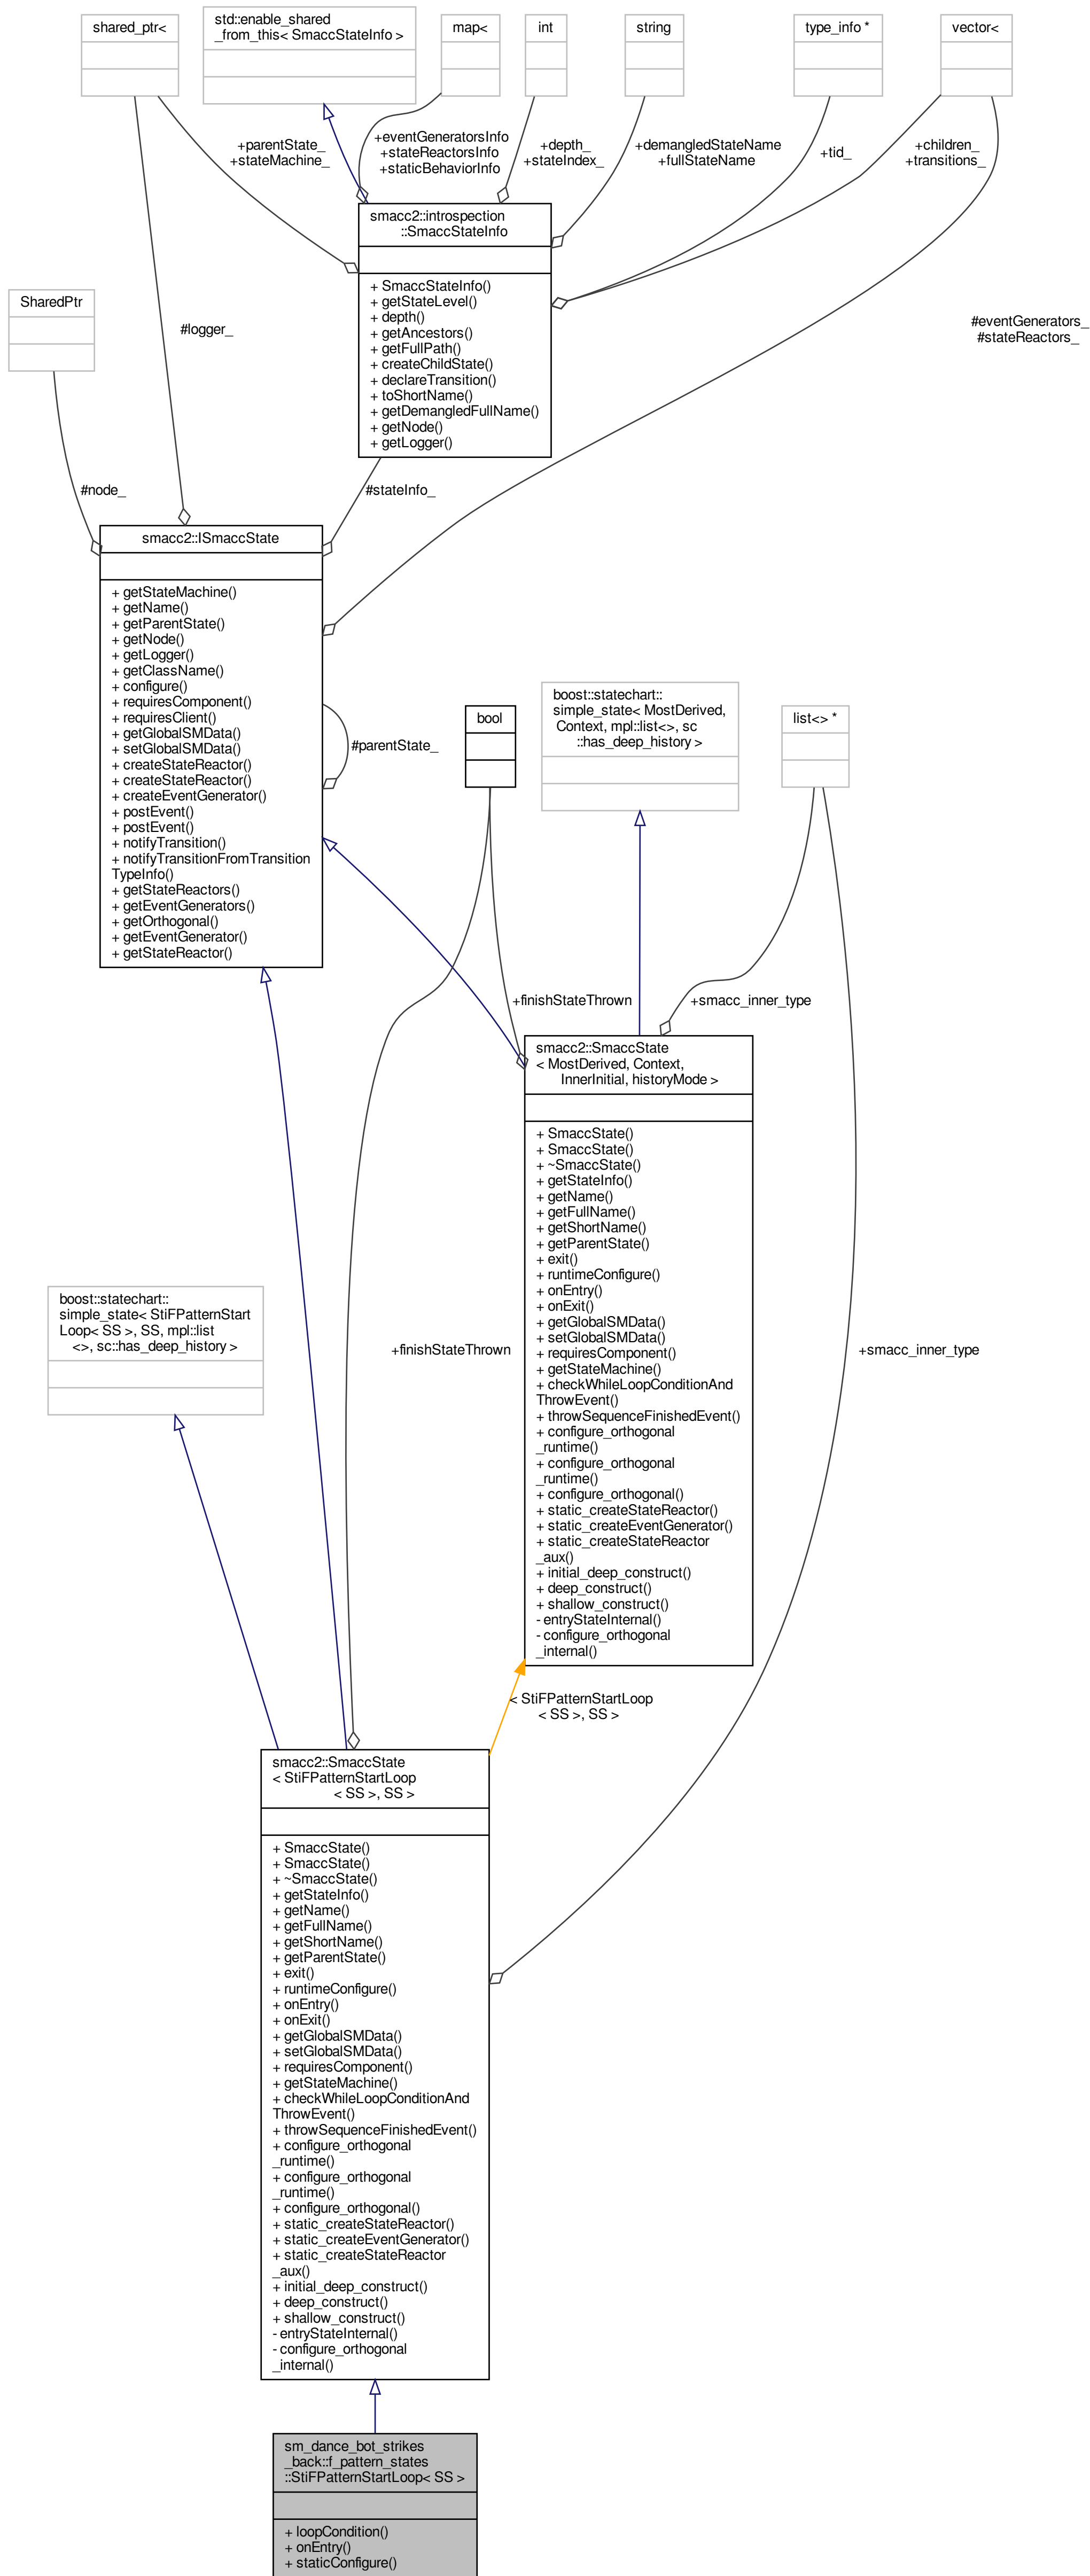 shared_ptr<
std::enable_shared
_from_this< SmaccStateInfo >
map<
int
string
type_info *
vector<
+parentState_
+stateMachine_
+eventGeneratorsInfo
+stateReactorsInfo
+staticBehaviorInfo
+depth_
+stateIndex_
+demangledStateName
+fullStateName
+tid_
+children_
+transitions_
smacc2::introspection
::SmaccStateInfo
+ SmaccStateInfo()
+ getStateLevel()
+ depth()
+ getAncestors()
+ getFullPath()
+ createChildState()
+ declareTransition()
+ toShortName()
+ getDemangledFullName()
+ getNode()
+ getLogger()
SharedPtr
#logger_
#eventGenerators_
#stateReactors_
#node_
#stateInfo_
smacc2::ISmaccState
+ getStateMachine()
+ getName()
+ getParentState()
+ getNode()
+ getLogger()
+ getClassName()
+ configure()
+ requiresComponent()
+ requiresClient()
+ getGlobalSMData()
+ setGlobalSMData()
+ createStateReactor()
+ createStateReactor()
+ createEventGenerator()
+ postEvent()
+ postEvent()
+ notifyTransition()
+ notifyTransitionFromTransition
TypeInfo()
+ getStateReactors()
+ getEventGenerators()
+ getOrthogonal()
+ getEventGenerator()
+ getStateReactor()
#parentState_
bool
boost::statechart::
simple_state< MostDerived,
Context, mpl::list<>, sc
::has_deep_history >
list<> *
+finishStateThrown
+smacc_inner_type
smacc2::SmaccState
< MostDerived, Context,
InnerInitial, historyMode >
+ SmaccState()
+ SmaccState()
+ ~SmaccState()
+ getStateInfo()
+ getName()
+ getFullName()
+ getShortName()
+ getParentState()
+ exit()
+ runtimeConfigure()
+ onEntry()
+ onExit()
+ getGlobalSMData()
+ setGlobalSMData()
+ requiresComponent()
+ getStateMachine()
+ checkWhileLoopConditionAnd
ThrowEvent()
+ throwSequenceFinishedEvent()
+ configure_orthogonal
_runtime()
+ configure_orthogonal
_runtime()
+ configure_orthogonal()
+ static_createStateReactor()
+ static_createEventGenerator()
+ static_createStateReactor
_aux()
+ initial_deep_construct()
+ deep_construct()
+ shallow_construct()
- entryStateInternal()
- configure_orthogonal
_internal()
boost::statechart::
simple_state< StiFPatternStart
Loop< SS >, SS, mpl::list
<>, sc::has_deep_history >
+finishStateThrown
+smacc_inner_type
< StiFPatternStartLoop
< SS >, SS >
smacc2::SmaccState
< StiFPatternStartLoop
< SS >, SS >
+ SmaccState()
+ SmaccState()
+ ~SmaccState()
+ getStateInfo()
+ getName()
+ getFullName()
+ getShortName()
+ getParentState()
+ exit()
+ runtimeConfigure()
+ onEntry()
+ onExit()
+ getGlobalSMData()
+ setGlobalSMData()
+ requiresComponent()
+ getStateMachine()
+ checkWhileLoopConditionAnd
ThrowEvent()
+ throwSequenceFinishedEvent()
+ configure_orthogonal
_runtime()
+ configure_orthogonal
_runtime()
+ configure_orthogonal()
+ static_createStateReactor()
+ static_createEventGenerator()
+ static_createStateReactor
_aux()
+ initial_deep_construct()
+ deep_construct()
+ shallow_construct()
- entryStateInternal()
- configure_orthogonal
_internal()
sm_dance_bot_strikes
_back::f_pattern_states
::StiFPatternStartLoop< SS >
+ loopCondition()
+ onEntry()
+ staticConfigure()